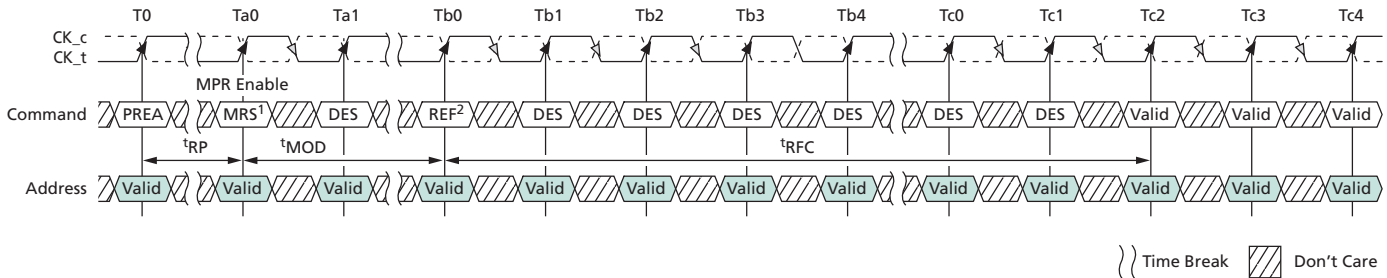 T0 Ta0 Ta1 Tb0 Tb1 Tb2 Tb3 Tb4 Tc0 Tc1 Tc2 Tc3 Tc4
CK_c
CK_t
MPR Enable
Command PREA MRS¹ DES REF² DES DES DES DES DES DES Valid Valid Valid
ᵗRP ᵗMOD ᵗRFC
Address Valid Valid Valid Valid Valid Valid Valid Valid Valid Valid Valid Valid Valid
Time Break Don't Care